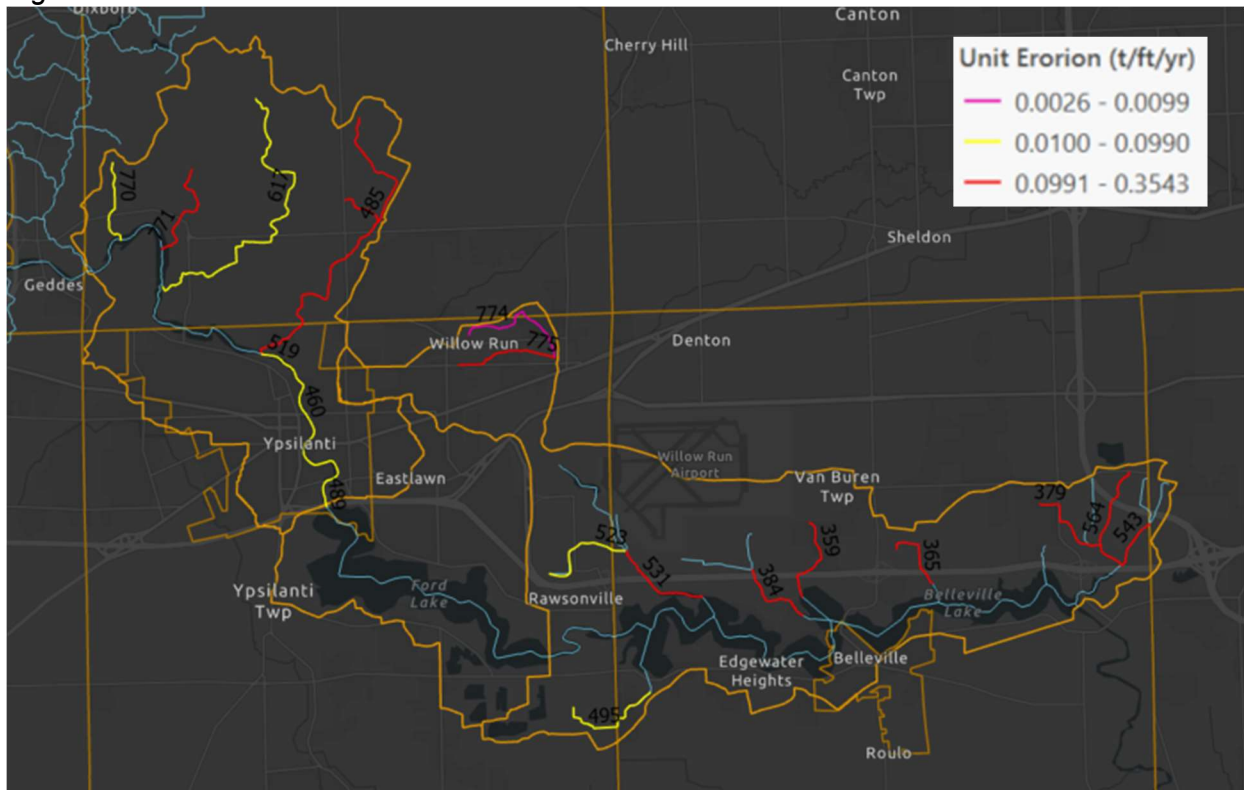 Dixboro
Canton
Cherry Hill
Canton
Twp
Unit Erorion (t/ft/yr)
0.0026 - 0.0099
0.0100 - 0.0990
0.0991 - 0.3543
770
771
617
485
Sheldon
Geddes
774
Willow Run
775
Denton
519
460
Ypsilanti
489
Eastlawn
Willow Run
Airport
Van Buren
Twp
379
564
543
523
531
359
384
365
Ypsilanti
Twp
Ford
Lake
Rawsonville
Belleville
Lake
Edgewater
Heights
Belleville
495
Roulo